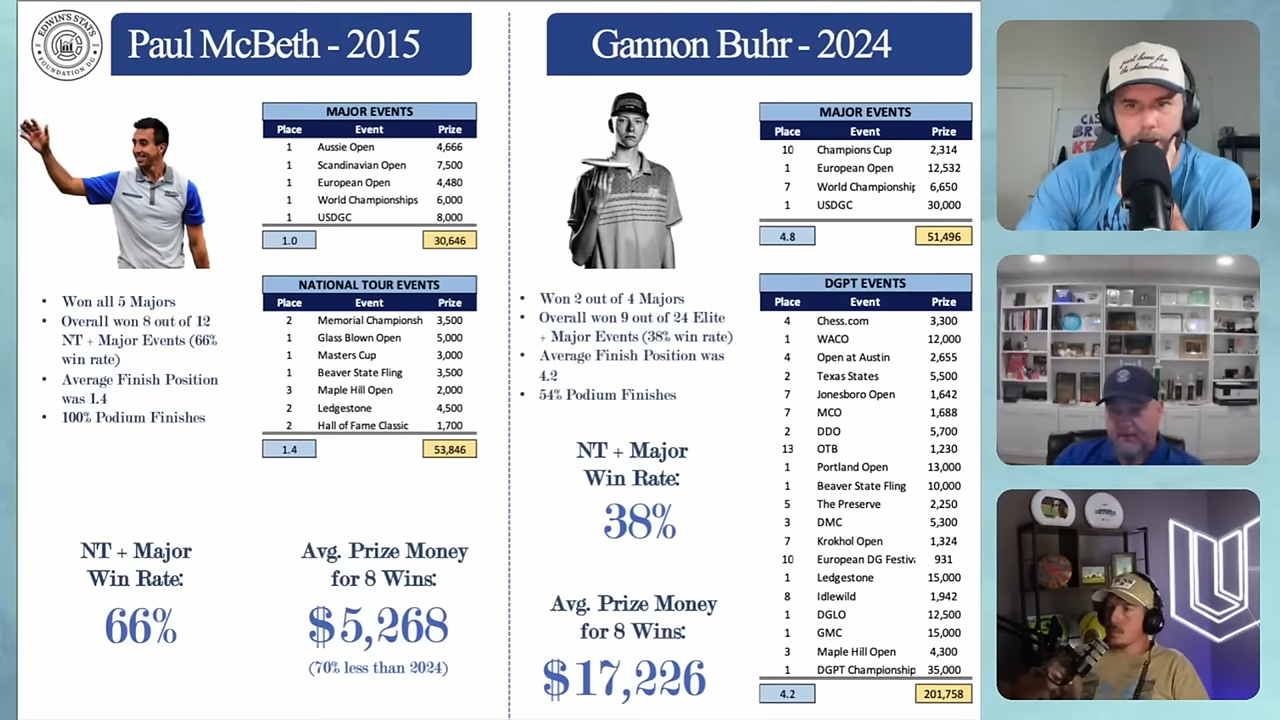 EDWIN'S STATS
FOUNDATION DG
Paul McBeth - 2015
MAJOR EVENTS
Place Event Prize
1 Aussie Open 4,666
1 Scandinavian Open 7,500
1 European Open 4,480
1 World Championships 6,000
1 USDGC 8,000
1.0 30,646
• Won all 5 Majors
• Overall won 8 out of 12
NT + Major Events (66%
win rate)
• Average Finish Position
was 1.4
• 100% Podium Finishes
NATIONAL TOUR EVENTS
Place Event Prize
2 Memorial Championsh 3,500
1 Glass Blown Open 5,000
1 Masters Cup 3,000
1 Beaver State Fling 3,500
3 Maple Hill Open 2,000
2 Ledgestone 4,500
2 Hall of Fame Classic 1,700
1.4 53,846
NT + Major
Win Rate:
66%
Avg. Prize Money
for 8 Wins:
$5,268
(70% less than 2024)
Gannon Buhr - 2024
MAJOR EVENTS
Place Event Prize
10 Champions Cup 2,314
1 European Open 12,532
7 World Championship 6,650
1 USDGC 30,000
4.8 51,496
• Won 2 out of 4 Majors
• Overall won 9 out of 24 Elite
+ Major Events (38% win rate)
• Average Finish Position was
4.2
• 54% Podium Finishes
NT + Major
Win Rate:
38%
Avg. Prize Money
for 8 Wins:
$17,226
DGPT EVENTS
Place Event Prize
4 Chess.com 3,300
1 WACO 12,000
4 Open at Austin 2,655
2 Texas States 5,500
7 Jonesboro Open 1,642
7 MCO 1,688
2 DDO 5,700
13 OTB 1,230
1 Portland Open 13,000
1 Beaver State Fling 10,000
5 The Preserve 2,250
3 DMC 5,300
7 Krokhol Open 1,324
10 European DG Festiva 931
1 Ledgestone 15,000
8 Idlewild 1,942
1 DGLO 12,500
1 GMC 15,000
3 Maple Hill Open 4,300
1 DGPT Championship 35,000
4.2 201,758